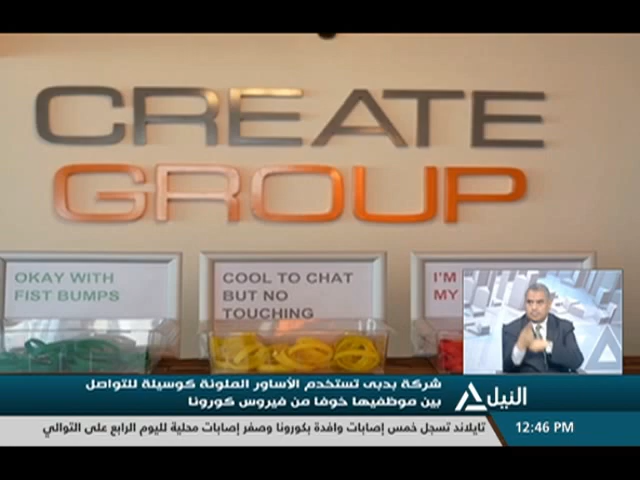 CREATE
GROUP
OKAY WITH
FIST BUMPS
COOL TO CHAT
BUT NO
TOUCHING
I'M
MY
شركة بدبى تستخدم الأساور الملونة كوسيلة للتواصل
بين موظفيها خوفا من فيروس كورونا
النيل
تايلاند تسجل خمس إصابات وافدة بكورونا وصفر إصابات محلية لليوم الرابع على التوالي
12:46 PM